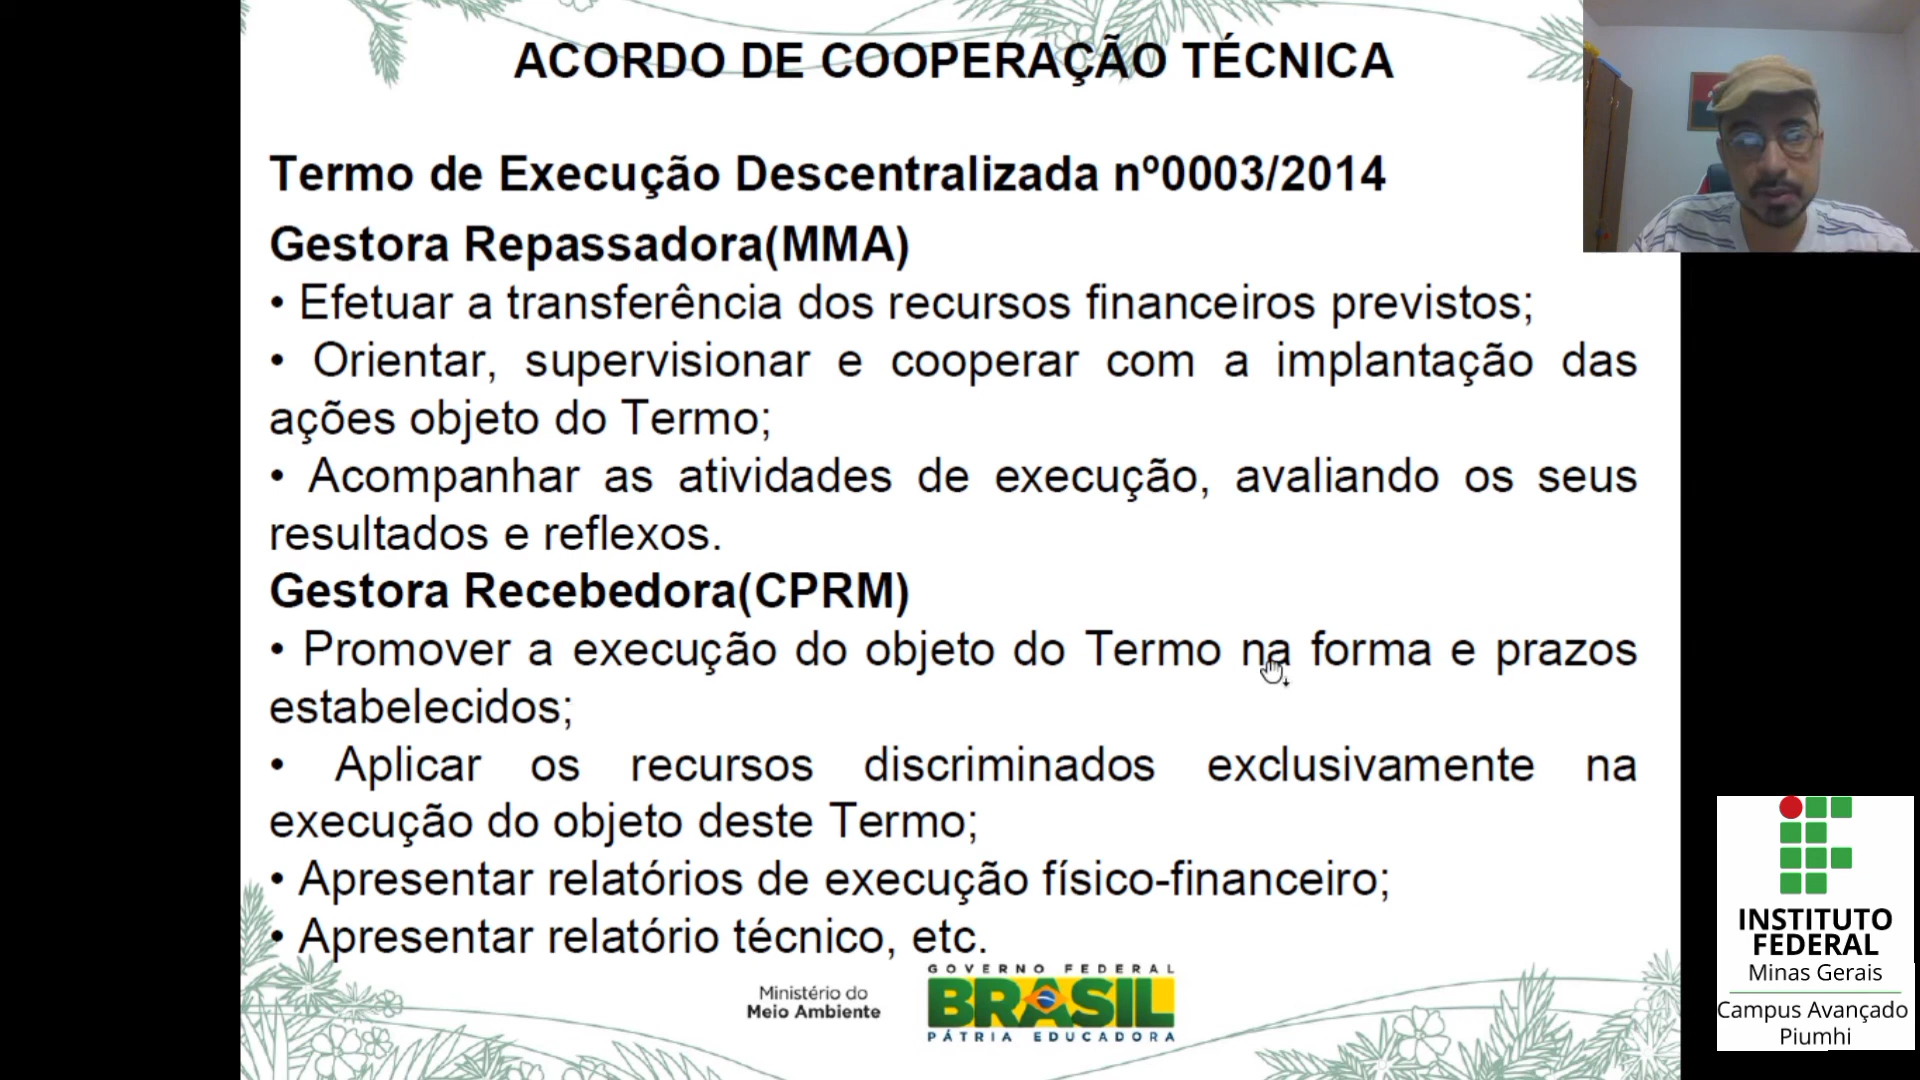 ACORDO DE COOPERAÇÃO TÉCNICA
Termo de Execução Descentralizada nº0003/2014
Gestora Repassadora(MMA)
• Efetuar a transferência dos recursos financeiros previstos;
• Orientar, supervisionar e cooperar com a implantação das
ações objeto do Termo;
• Acompanhar as atividades de execução, avaliando os seus
resultados e reflexos.
Gestora Recebedora(CPRM)
• Promover a execução do objeto do Termo na forma e prazos
estabelecidos;
• Aplicar os recursos discriminados exclusivamente na
execução do objeto deste Termo;
• Apresentar relatórios de execução físico-financeiro;
• Apresentar relatório técnico, etc.
Ministério do
Meio Ambiente
GOVERNO FEDERAL
BRASIL
PÁTRIA EDUCADORA
INSTITUTO
FEDERAL
Minas Gerais
Campus Avançado
Piumhi